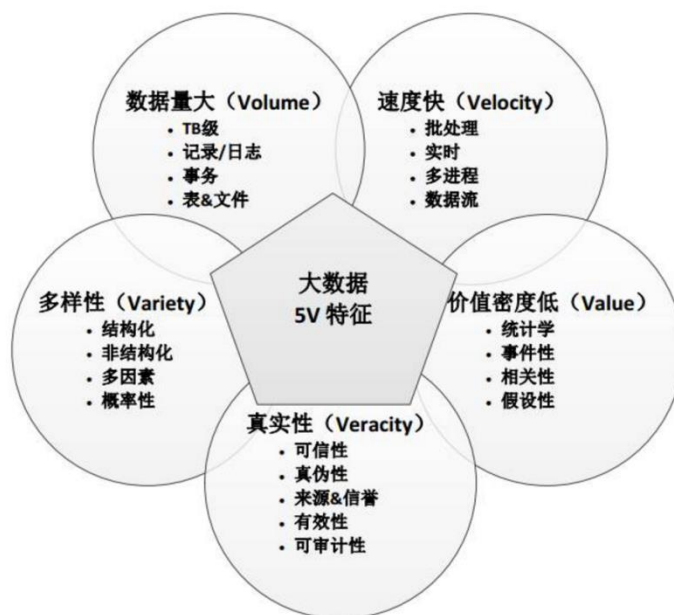 数据量大（Volume）
• TB级
• 记录/日志
• 事务
• 表&文件
速度快（Velocity）
• 批处理
• 实时
• 多进程
• 数据流
大数据
5V 特征
多样性（Variety）
• 结构化
• 非结构化
• 多因素
• 概率性
价值密度低（Value）
• 统计学
• 事件性
• 相关性
• 假设性
真实性（Veracity）
• 可信性
• 真伪性
• 来源&信誉
• 有效性
• 可审计性